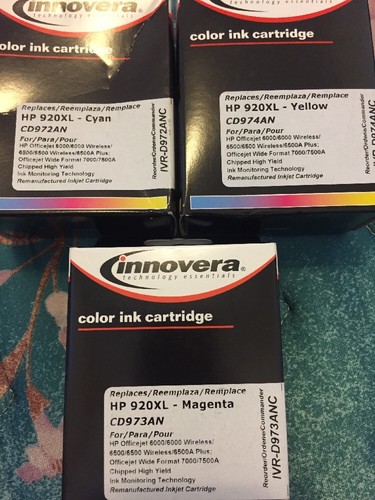 innovera
technology essentials
color ink cartridge
Replaces/Reemplaza/Remplace
HP 920XL - Cyan
CD972AN
For/Para/Pour
HP Officejet 6000/6000 Wireless/
6500/6500 Wireless/6500A Plus;
Officejet Wide Format 7000/7500A
Chipped High Yield
Ink Monitoring Technology
Remanufactured Inkjet Cartridge
Reorder/Ordene/Commander
IVR-D972ANC
innovera®
technology essentials
color ink cartridge
Replaces/Reemplaza/Remplace
HP 920XL - Yellow
CD974AN
For/Para/Pour
HP Officejet 6000/6000 Wireless/
6500/6500 Wireless/6500A Plus;
Officejet Wide Format 7000/7500A
Chipped High Yield
Ink Monitoring Technology
Remanufactured Inkjet Cartridge
Reorder/Ordene/Commander
IVR-D974ANC
innovera®
technology essentials
color ink cartridge
Replaces/Reemplaza/Remplace
HP 920XL - Magenta
CD973AN
For/Para/Pour
HP Officejet 6000/6000 Wireless/
6500/6500 Wireless/6500A Plus;
Officejet Wide Format 7000/7500A
Chipped High Yield
Ink Monitoring Technology
Remanufactured Inkjet Cartridge
Reorder/Ordene/Commander
IVR-D973ANC